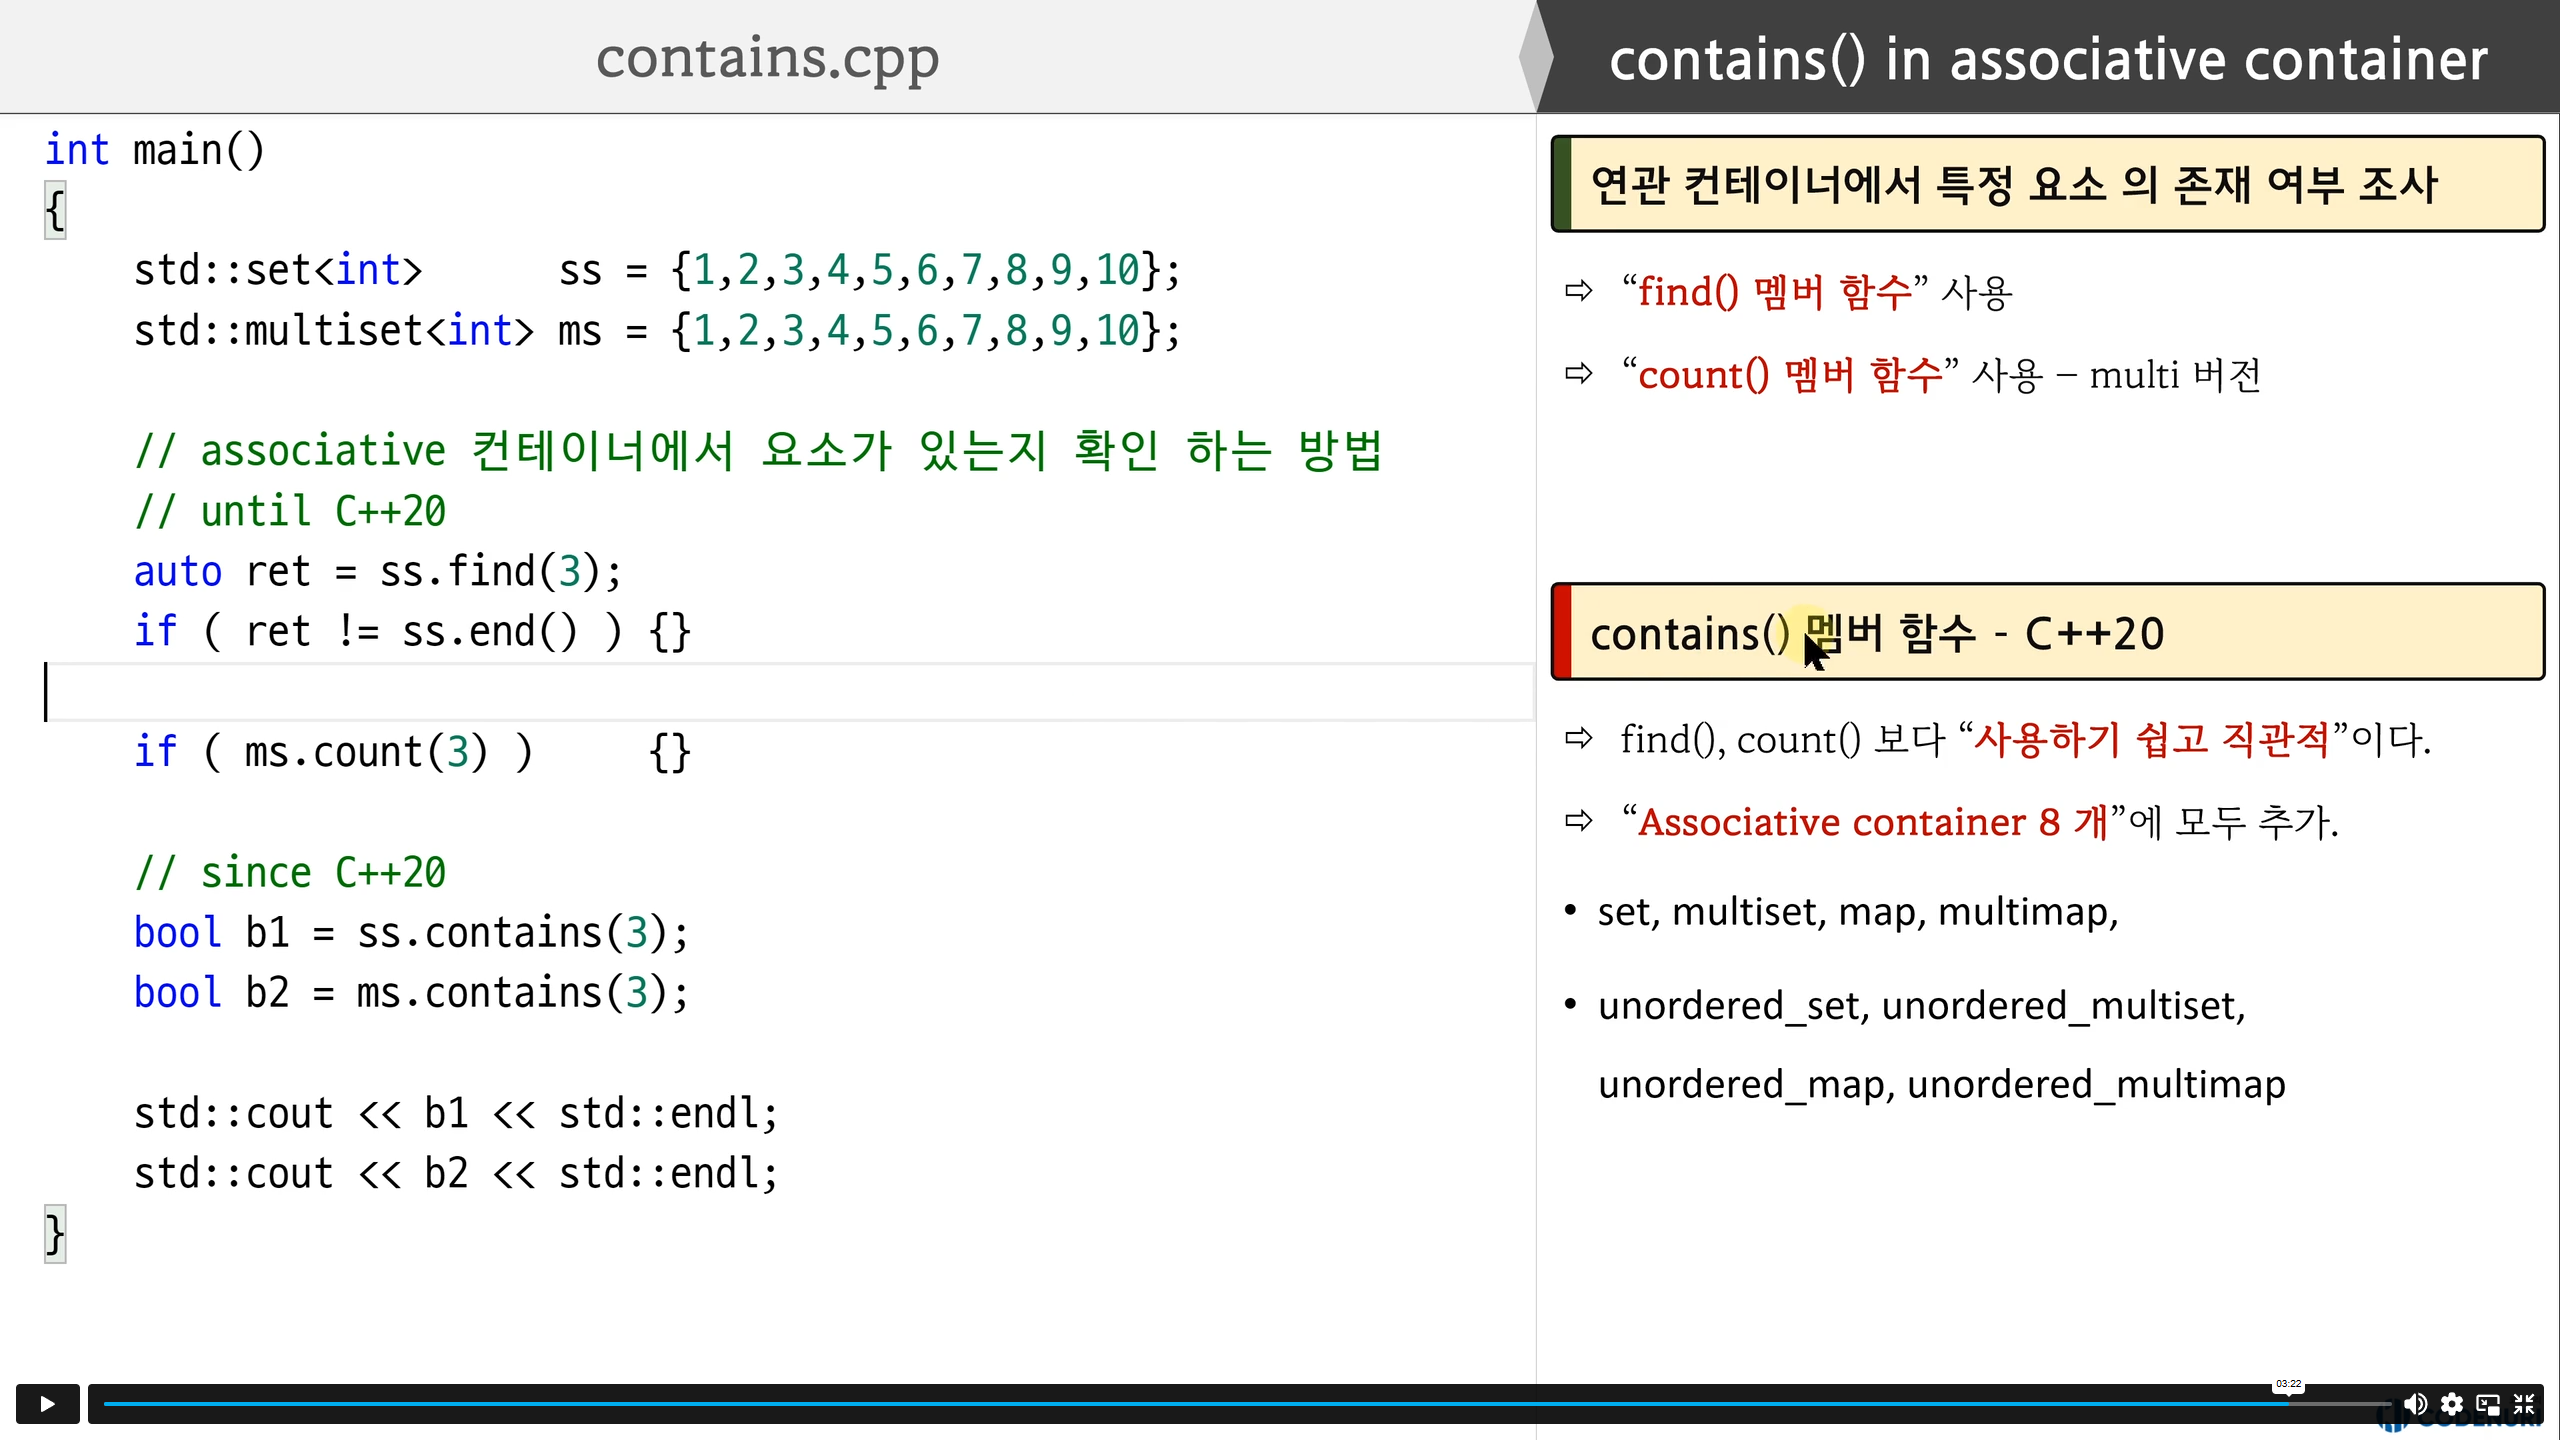 contains.cpp
contains() in associative container
int main()
{
std::set<int>      ss = {1,2,3,4,5,6,7,8,9,10};
std::multiset<int> ms = {1,2,3,4,5,6,7,8,9,10};
// associative 컨테이너에서 요소가 있는지 확인 하는 방법
// until C++20
auto ret = ss.find(3);
if ( ret != ss.end() ) {}
if ( ms.count(3) )     {}
// since C++20
bool b1 = ss.contains(3);
bool b2 = ms.contains(3);
std::cout << b1 << std::endl;
std::cout << b2 << std::endl;
}
연관 컨테이너에서 특정 요소 의 존재 여부 조사
⇨ “find() 멤버 함수” 사용
⇨ “count() 멤버 함수” 사용 – multi 버전
contains() 멤버 함수 - C++20
⇨ find(), count() 보다 “사용하기 쉽고 직관적”이다.
⇨ “Associative container 8 개”에 모두 추가.
• set, multiset, map, multimap,
• unordered_set, unordered_multiset,
unordered_map, unordered_multimap
03:22